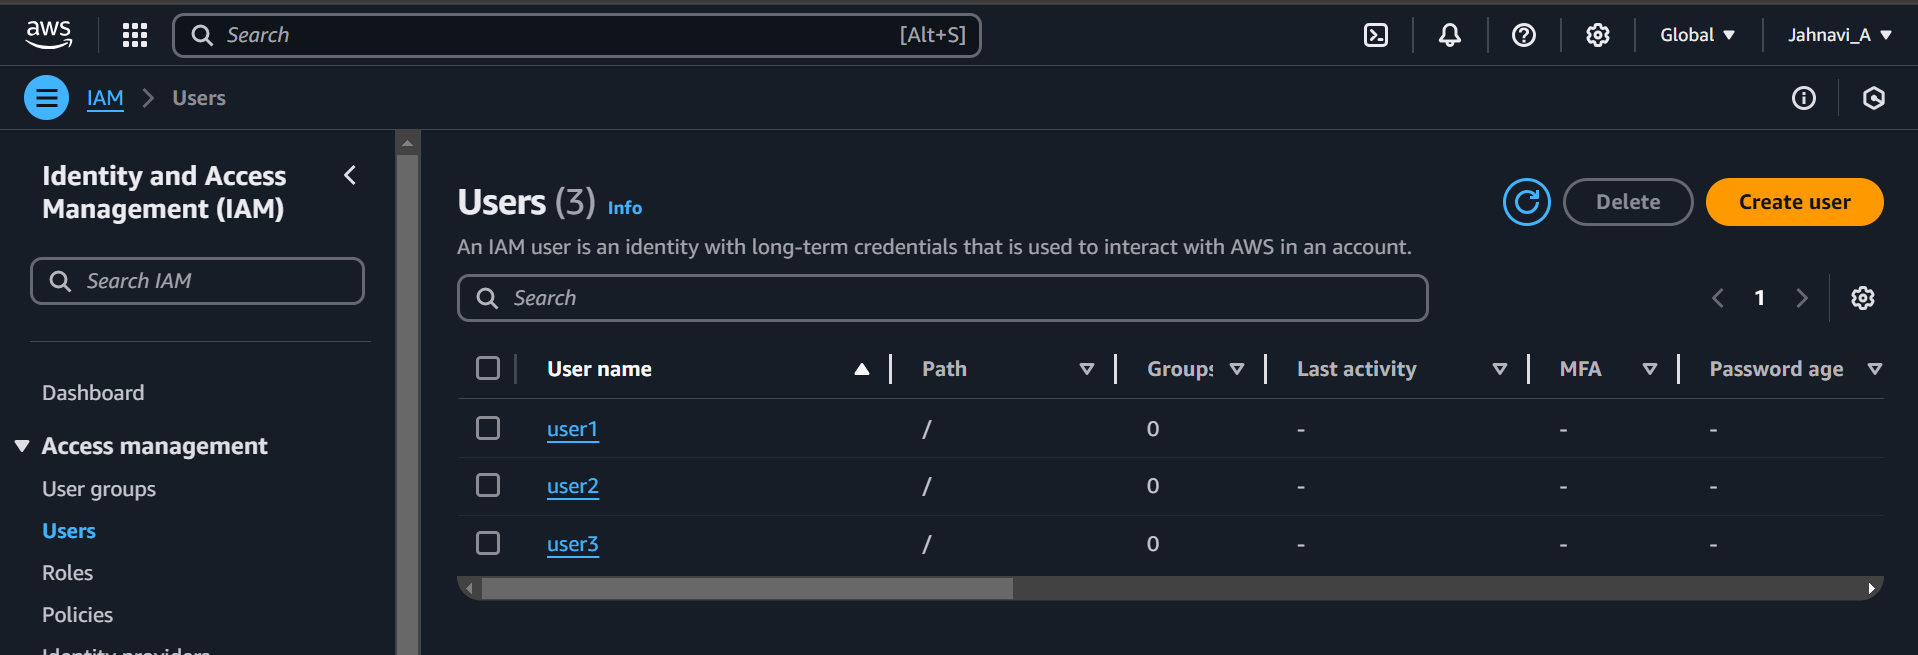 aws
Search [Alt+S]
Global
Jahnavi_A
IAM > Users
Identity and Access
Management (IAM)
Search IAM
Dashboard
Access management
User groups
Users
Roles
Policies
Identity providers
Users (3) Info
Delete
Create user
An IAM user is an identity with long-term credentials that is used to interact with AWS in an account.
Search
1
User name Path Groups Last activity MFA Password age
user1 / 0 - - -
user2 / 0 - - -
user3 / 0 - - -